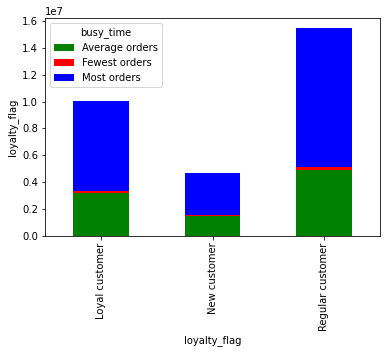 1e7
busy_time
Average orders
Fewest orders
Most orders
1.6
1.4
1.2
1.0
0.8
0.6
0.4
0.2
0.0
loyalty_flag
Loyal customer
New customer
Regular customer
loyalty_flag